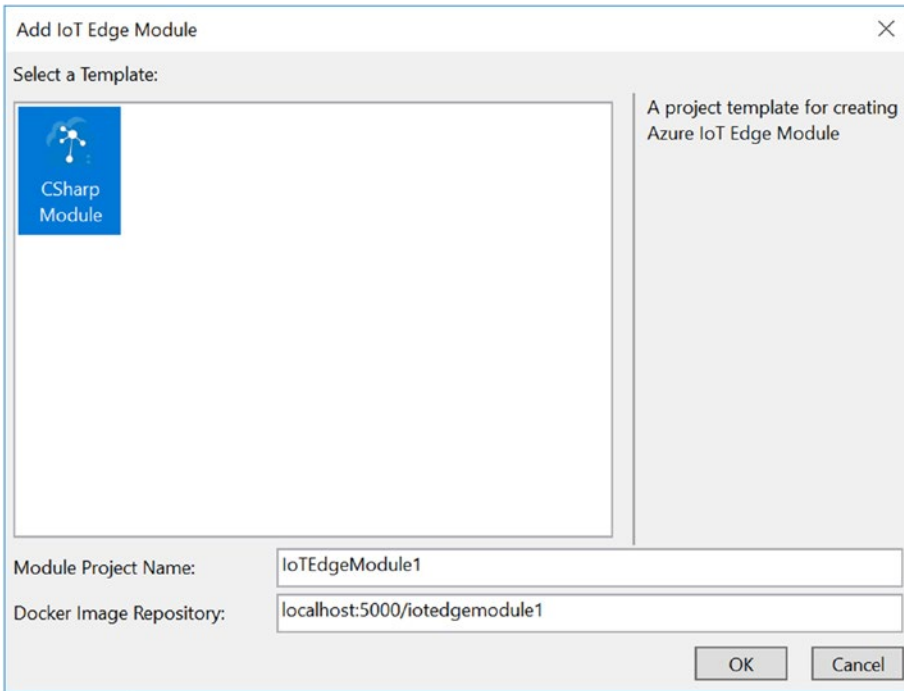 Add IoT Edge Module
Select a Template:
CSharp
Module
A project template for creating
Azure IoT Edge Module
Module Project Name:
IoTEdgeModule1
Docker Image Repository:
localhost:5000/iotedgemodule1
OK
Cancel